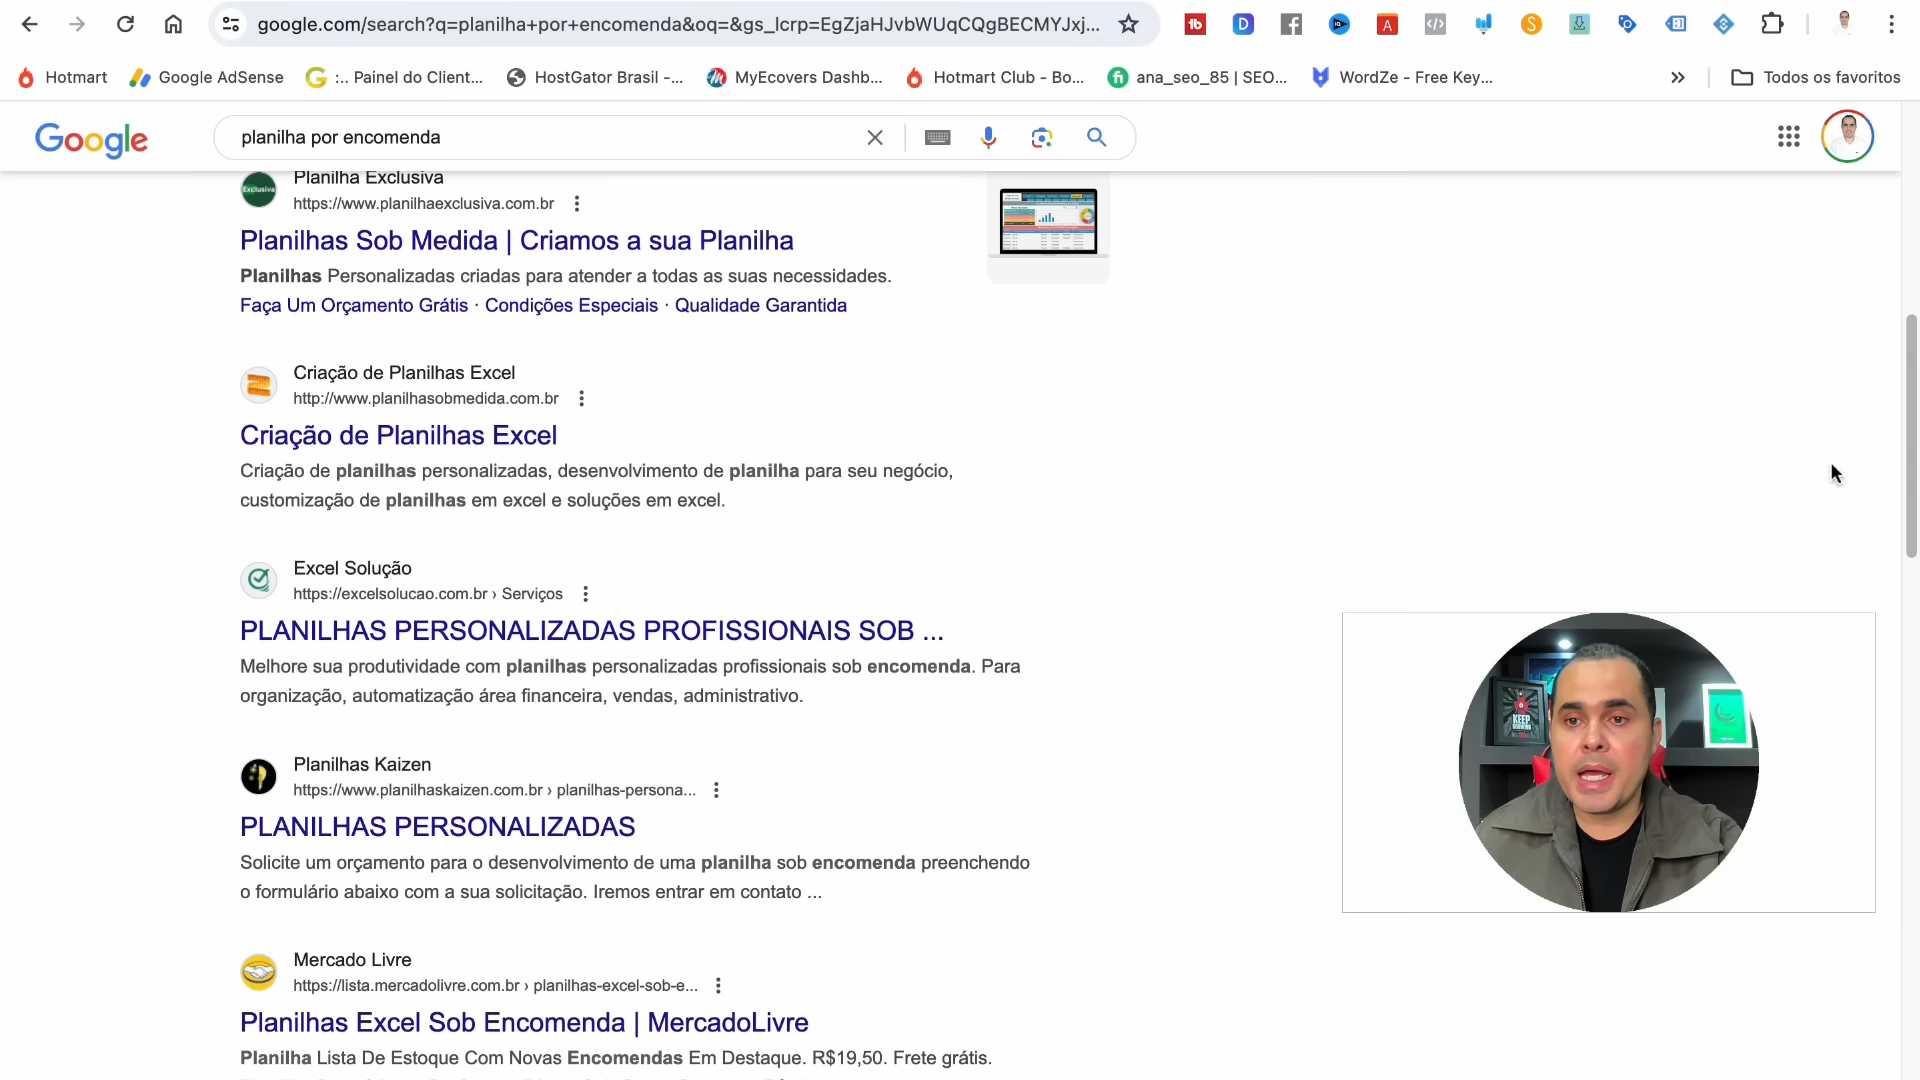 google.com/search?q=planilha+por+encomenda&oq=&gs_lcrp=EgZjaHJvbWUqCQgBECMYJxj...
Hotmart
Google AdSense
:.. Painel do Client...
HostGator Brasil -...
MyEcovers Dashb...
Hotmart Club - Bo...
ana_seo_85 | SEO...
WordZe - Free Key...
Todos os favoritos
Google
planilha por encomenda
Exclusiva
Planilha Exclusiva
https://www.planilhaexclusiva.com.br
Planilhas Sob Medida | Criamos a sua Planilha
Planilhas Personalizadas criadas para atender a todas as suas necessidades.
Faça Um Orçamento Grátis · Condições Especiais · Qualidade Garantida
Criação de Planilhas Excel
http://www.planilhasobmedida.com.br
Criação de Planilhas Excel
Criação de planilhas personalizadas, desenvolvimento de planilha para seu negócio,
customização de planilhas em excel e soluções em excel.
Excel Solução
https://excelsolucao.com.br › Serviços
PLANILHAS PERSONALIZADAS PROFISSIONAIS SOB ...
Melhore sua produtividade com planilhas personalizadas profissionais sob encomenda. Para
organização, automatização área financeira, vendas, administrativo.
Planilhas Kaizen
https://www.planilhaskaizen.com.br › planilhas-persona...
PLANILHAS PERSONALIZADAS
Solicite um orçamento para o desenvolvimento de uma planilha sob encomenda preenchendo
o formulário abaixo com a sua solicitação. Iremos entrar em contato ...
Mercado Livre
https://lista.mercadolivre.com.br › planilhas-excel-sob-e...
Planilhas Excel Sob Encomenda | MercadoLivre
Planilha Lista De Estoque Com Novas Encomendas Em Destaque. R$19,50. Frete grátis.
KEEP